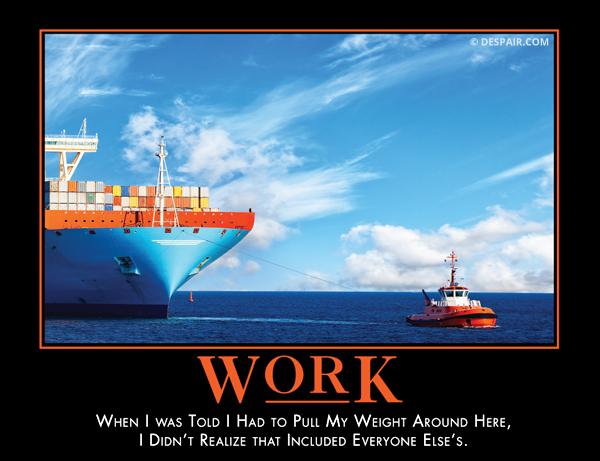 © DESPAIR.COM
WORK
WHEN I WAS TOLD I HAD TO PULL MY WEIGHT AROUND HERE,
I DIDN'T REALIZE THAT INCLUDED EVERYONE ELSE'S.